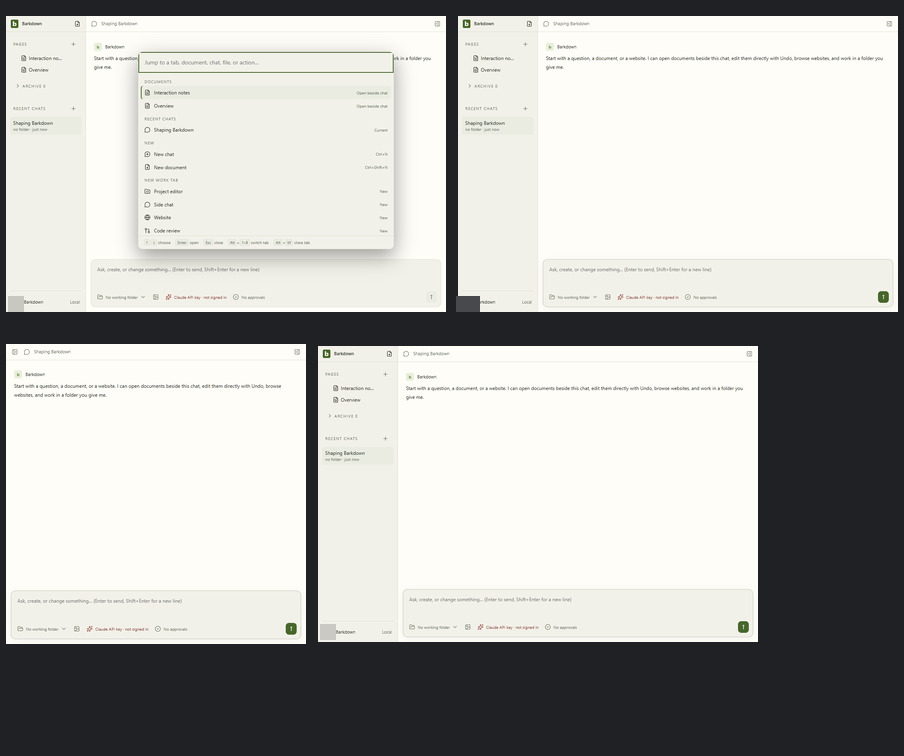 b Barkdown
Shaping Barkdown
PAGES
Interaction no...
Overview
ARCHIVE 0
RECENT CHATS
Shaping Barkdown
no folder · just now
Barkdown
Local
b Barkdown
Start with a question
rk in a folder you
give me.
Jump to a tab, document, chat, file, or action...
DOCUMENTS
Interaction notes Open beside chat
Overview Open beside chat
RECENT CHATS
Shaping Barkdown Current
NEW
New chat Ctrl+N
New document Ctrl+Shift+N
NEW WORK TAB
Project editor New
Side chat New
Website New
Code review New
↑ ↓ choose Enter open Esc close Alt + 1–8 switch tab Alt + W close tab
Ask, create, or change something... (Enter to send, Shift+Enter for a new line)
No working folder Claude API key · not signed in No approvals
b Barkdown
Shaping Barkdown
PAGES
Interaction no...
Overview
ARCHIVE 0
RECENT CHATS
Shaping Barkdown
no folder · just now
Local
b Barkdown
Start with a question, a document, or a website. I can open documents beside this chat, edit them directly with Undo, browse websites, and work in a folder you
give me.
Ask, create, or change something... (Enter to send, Shift+Enter for a new line)
No working folder Claude API key · not signed in No approvals
Shaping Barkdown
b Barkdown
Start with a question, a document, or a website. I can open documents beside this chat, edit them directly with Undo, browse
websites, and work in a folder you give me.
Ask, create, or change something... (Enter to send, Shift+Enter for a new line)
No working folder Claude API key · not signed in No approvals
b Barkdown
Shaping Barkdown
PAGES
Interaction no...
Overview
ARCHIVE 0
RECENT CHATS
Shaping Barkdown
no folder · just now
Barkdown
Local
b Barkdown
Start with a question, a document, or a website. I can open documents beside this chat, edit them directly with Undo, browse websites, and work in a folder you
give me.
Ask, create, or change something... (Enter to send, Shift+Enter for a new line)
No working folder Claude API key · not signed in No approvals